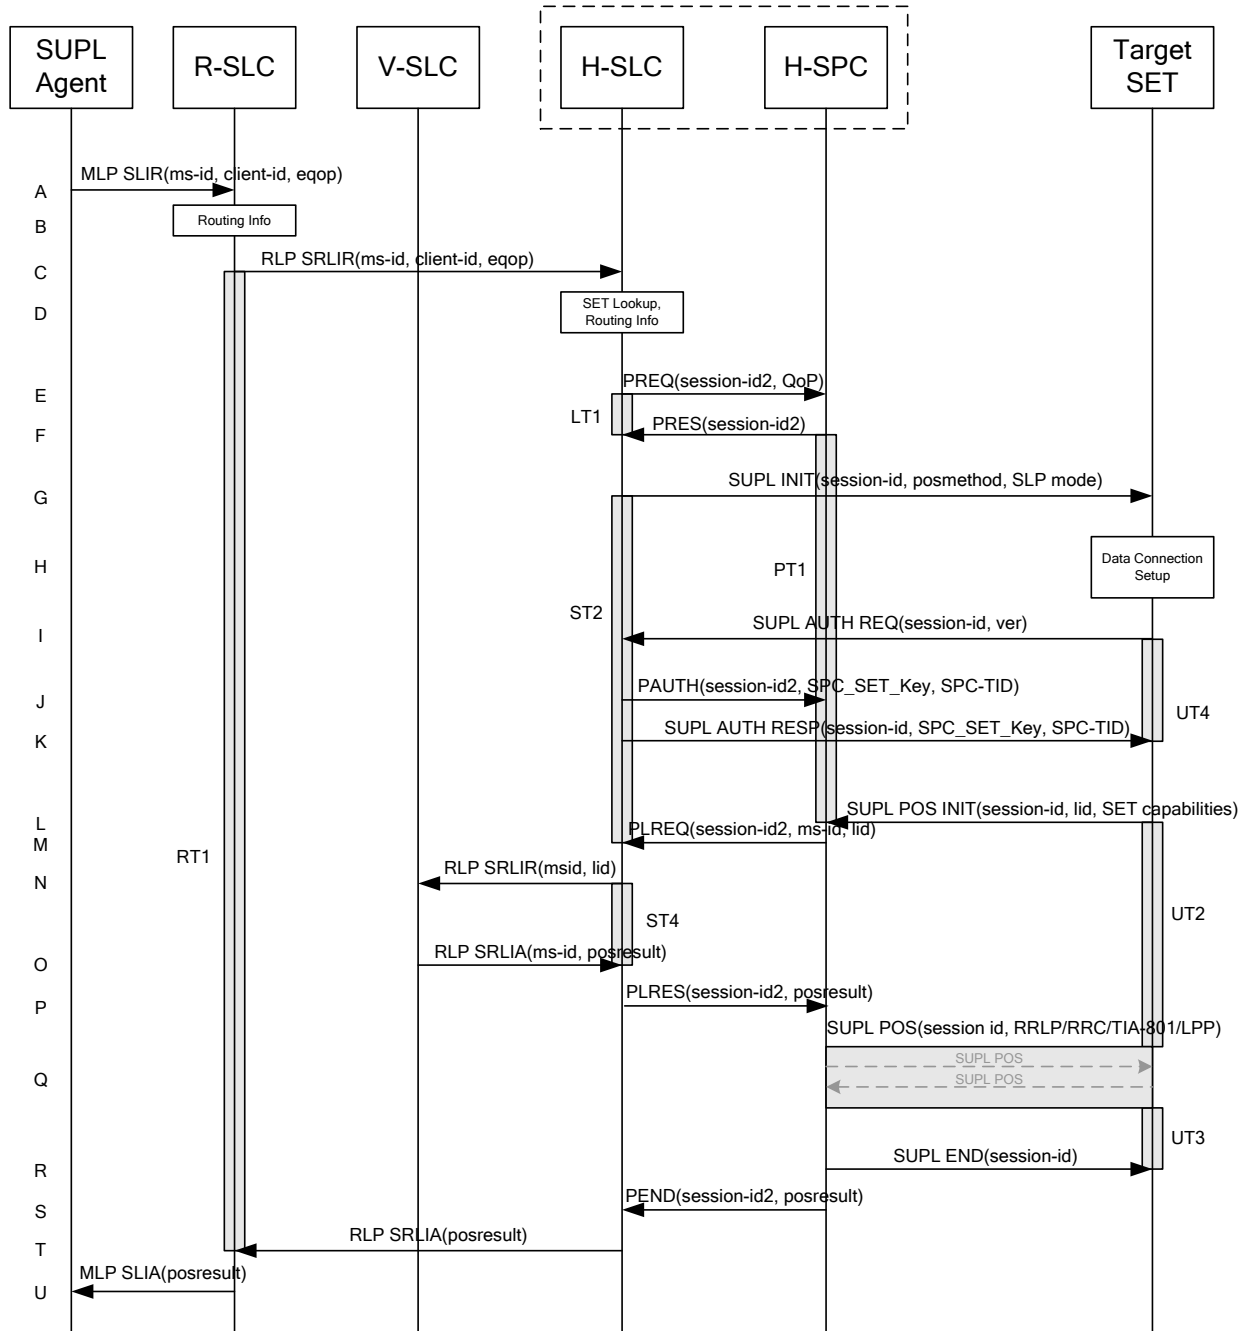 SUPL
Agent
R-SLC
V-SLC
H-SLC
H-SPC
Target
SET
A
MLP SLIR(ms-id, client-id, eqop)
B
Routing Info
C
RLP SRLIR(ms-id, client-id, eqop)
D
SET Lookup,
Routing Info
E
PREQ(session-id2, QoP)
LT1
F
PRES(session-id2)
G
SUPL INIT(session-id, posmethod, SLP mode)
H
PT1
Data Connection
Setup
ST2
I
SUPL AUTH REQ(session-id, ver)
J
PAUTH(session-id2, SPC_SET_Key, SPC-TID)
UT4
K
SUPL AUTH RESP(session-id, SPC_SET_Key, SPC-TID)
L
SUPL POS INIT(session-id, lid, SET capabilities)
M
PLREQ(session-id2, ms-id, lid)
RT1
N
RLP SRLIR(msid, lid)
ST4
UT2
O
RLP SRLIA(ms-id, posresult)
P
PLRES(session-id2, posresult)
SUPL POS(session id, RRLP/RRC/TIA-801/LPP)
Q
SUPL POS
SUPL POS
UT3
R
SUPL END(session-id)
S
PEND(session-id2, posresult)
T
RLP SRLIA(posresult)
U
MLP SLIA(posresult)